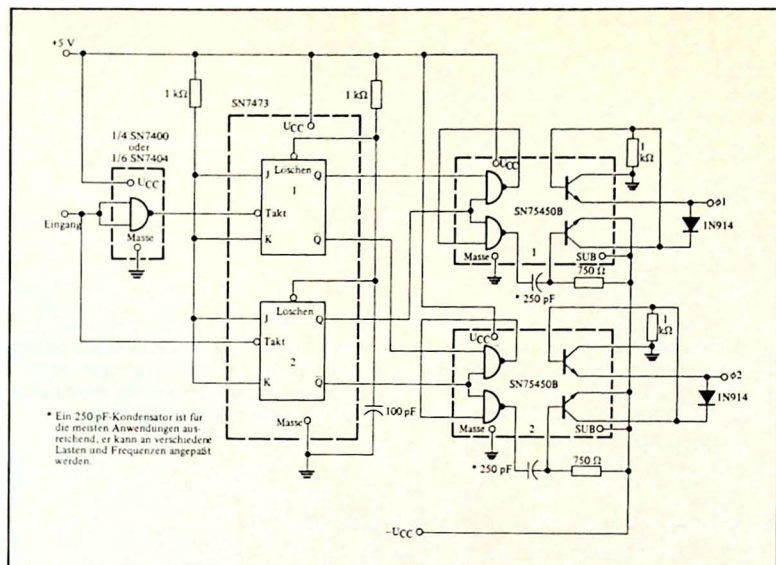 +5 V
1 kΩ
SN7473
1 kΩ
1/4 SN7400
oder
1/6 SN7404
UCC
Eingang
Masse
UCC
J
Löschen
Q
1
Takt
K
Q̅
J
Löschen
Q
Takt
2
K
Q̅
Masse
100 pF
UCC
SN75450B
Masse
1
SUB
1
kΩ
ϕ1
1N914
* 250 pF
750 Ω
UCC
SN75450B
Masse
2
SUB
1
kΩ
ϕ2
1N914
* 250 pF
750 Ω
−UCC
* Ein 250 pF-Kondensator ist für
die meisten Anwendungen aus-
reichend, er kann an verschiedene
Lasten und Frequenzen angepaßt
werden.